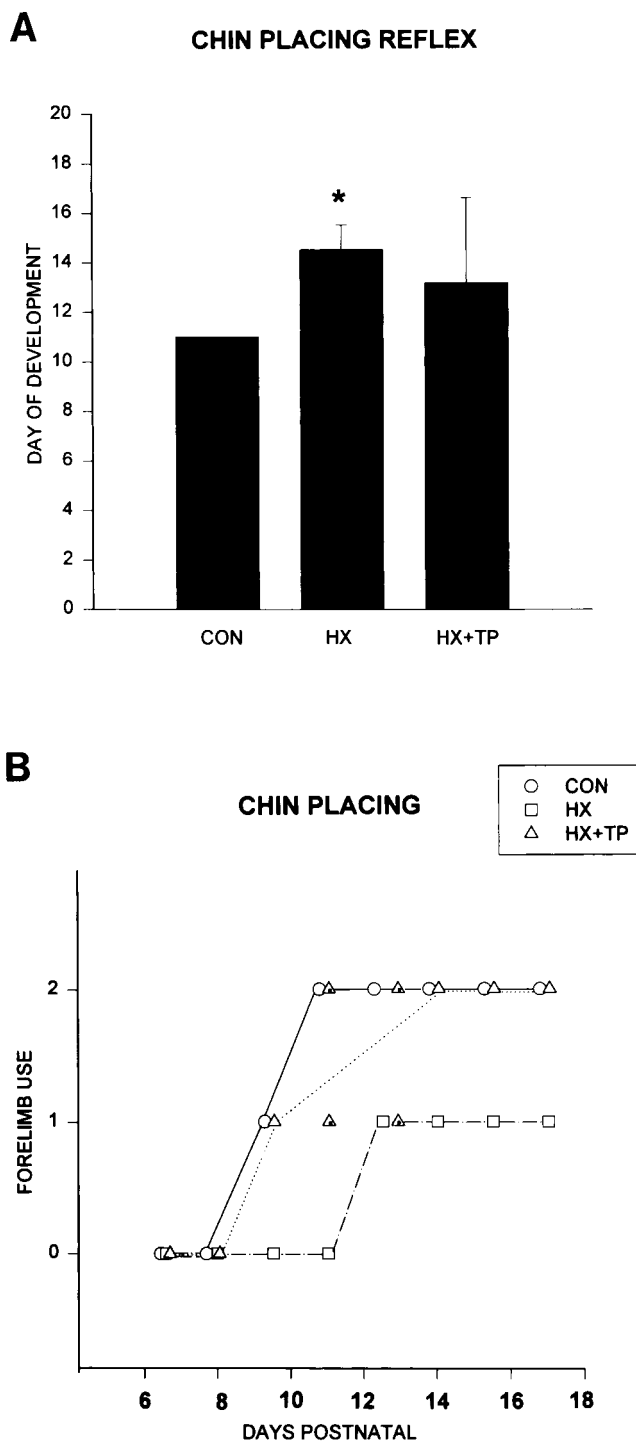 A
CHIN PLACING REFLEX
20
18
16
14
12
10
8
6
4
2
0
DAY OF DEVELOPMENT
*
CON HX HX+TP
B
CHIN PLACING
CON
HX
HX+TP
2
1
0
FORELIMB USE
6 8 10 12 14 16 18
DAYS POSTNATAL